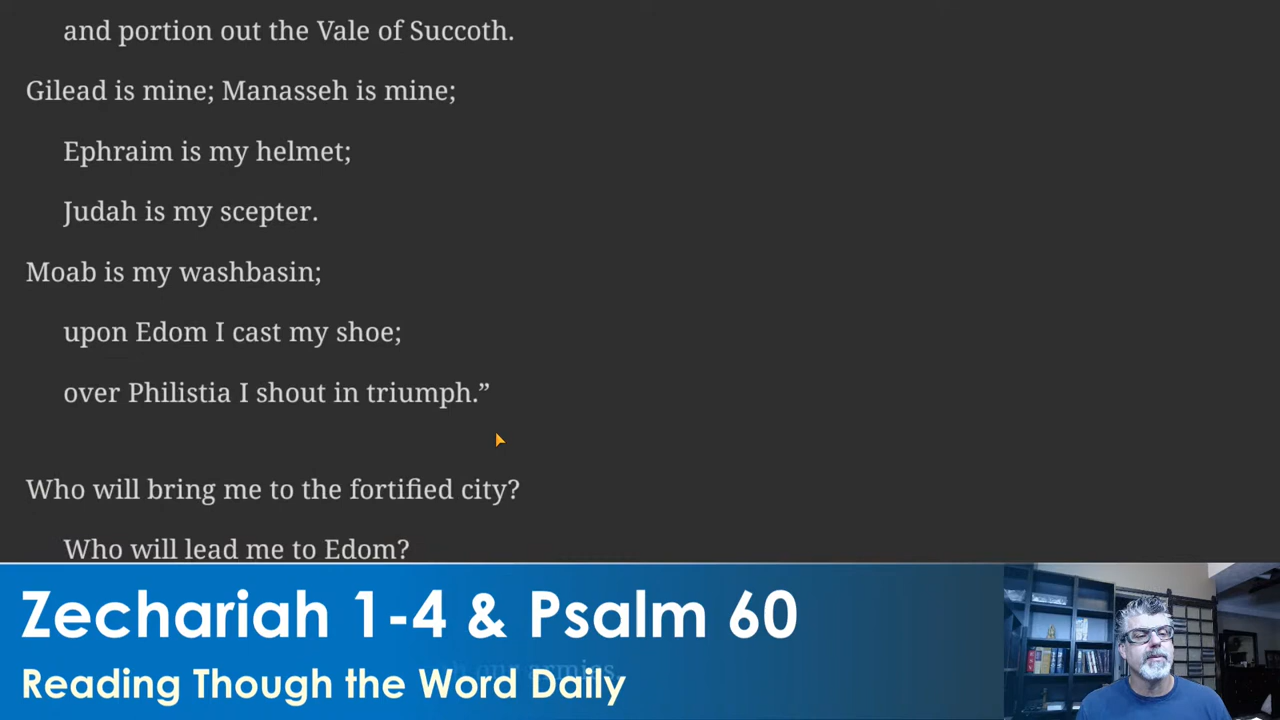 and portion out the Vale of Succoth.
Gilead is mine; Manasseh is mine;
Ephraim is my helmet;
Judah is my scepter.
Moab is my washbasin;
upon Edom I cast my shoe;
over Philistia I shout in triumph.”
Who will bring me to the fortified city?
Who will lead me to Edom?
Zechariah 1-4 & Psalm 60
armies.
Reading Though the Word Daily